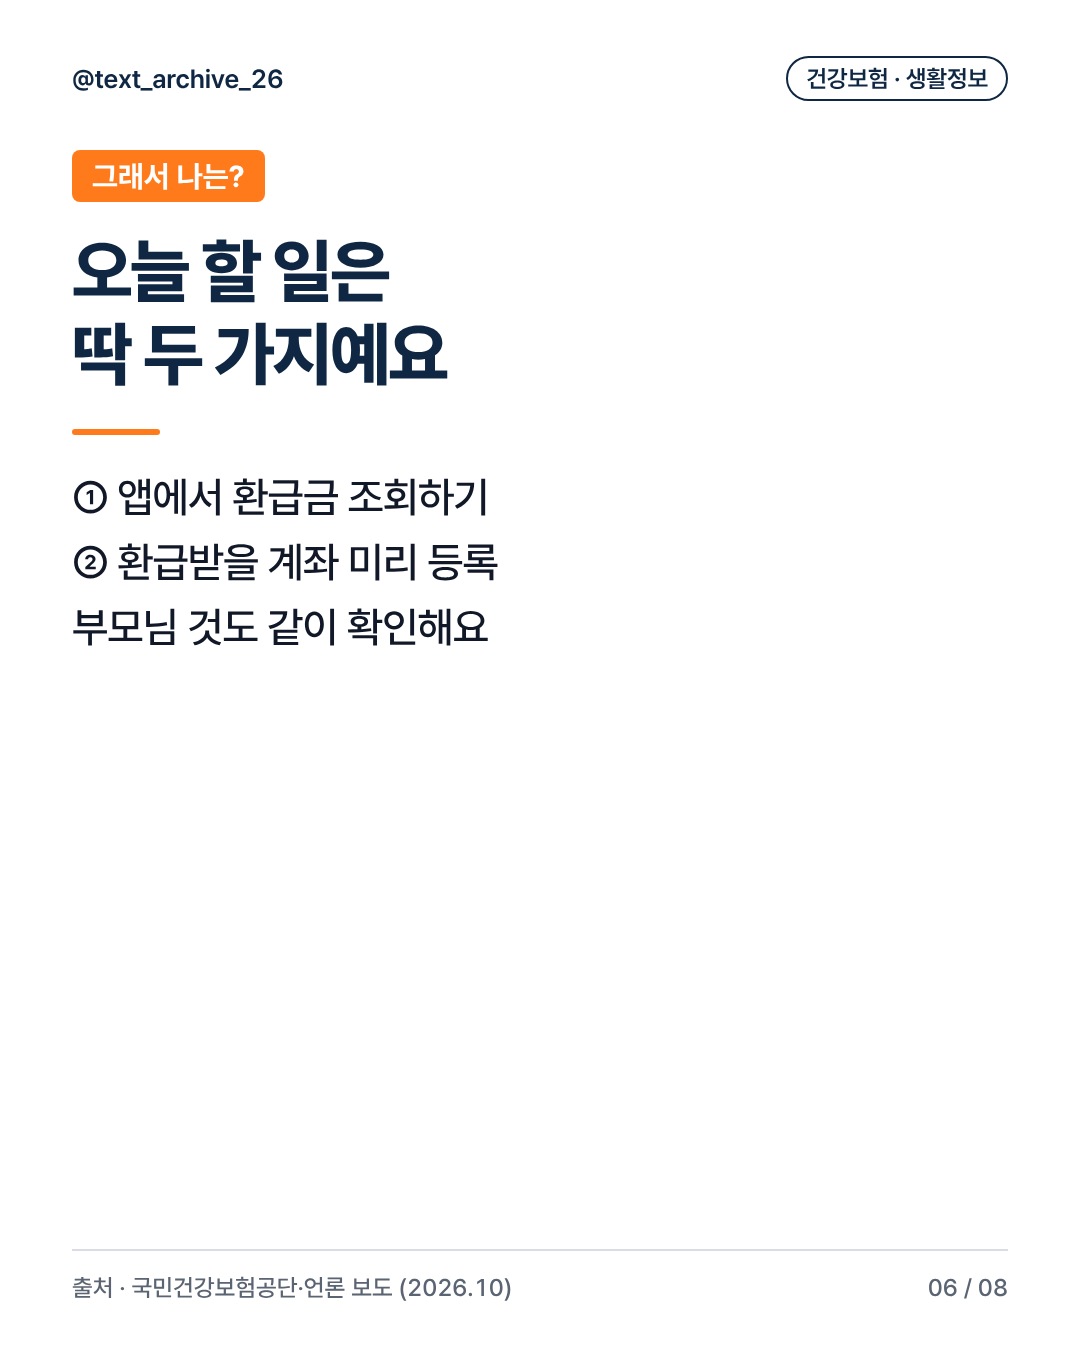 @text_archive_26
건강보험 · 생활정보
그래서 나는?
오늘 할 일은
딱 두 가지예요
① 앱에서 환급금 조회하기
② 환급받을 계좌 미리 등록
부모님 것도 같이 확인해요
출처 · 국민건강보험공단·언론 보도 (2026.10)
06 / 08